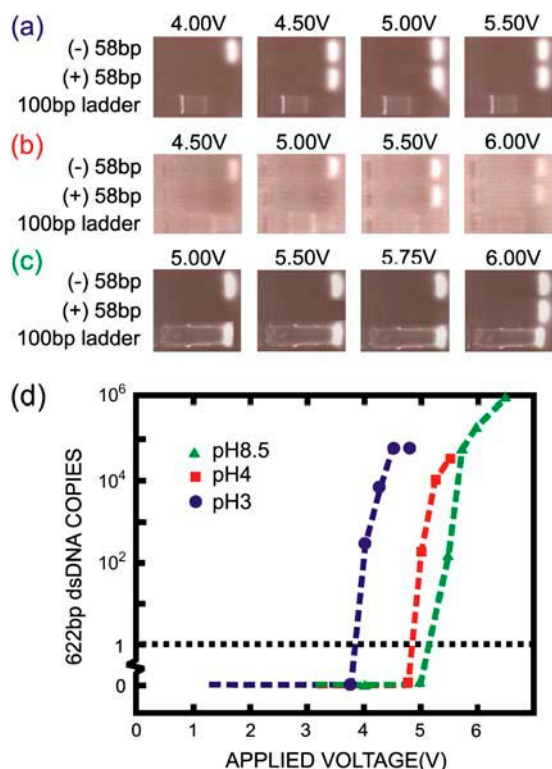 (a)
4.00V 4.50V 5.00V 5.50V
(-) 58bp
(+) 58bp
100bp ladder
(b)
4.50V 5.00V 5.50V 6.00V
(-) 58bp
(+) 58bp
100bp ladder
(c)
5.00V 5.50V 5.75V 6.00V
(-) 58bp
(+) 58bp
100bp ladder
(d)
10^6
10^4
10^2
1
0
622bp dsDNA COPIES
pH8.5
pH4
pH3
0 1 2 3 4 5 6
APPLIED VOLTAGE(V)